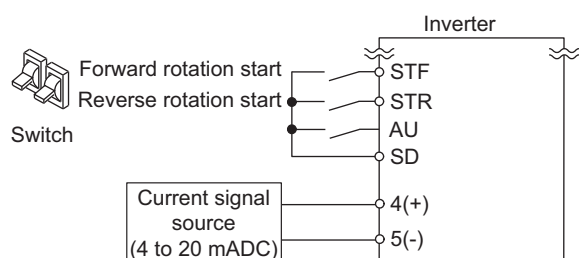 Inverter
Forward rotation start
STF
Reverse rotation start
STR
Switch
AU
SD
Current signal
source
(4 to 20 mADC)
4(+)
5(-)